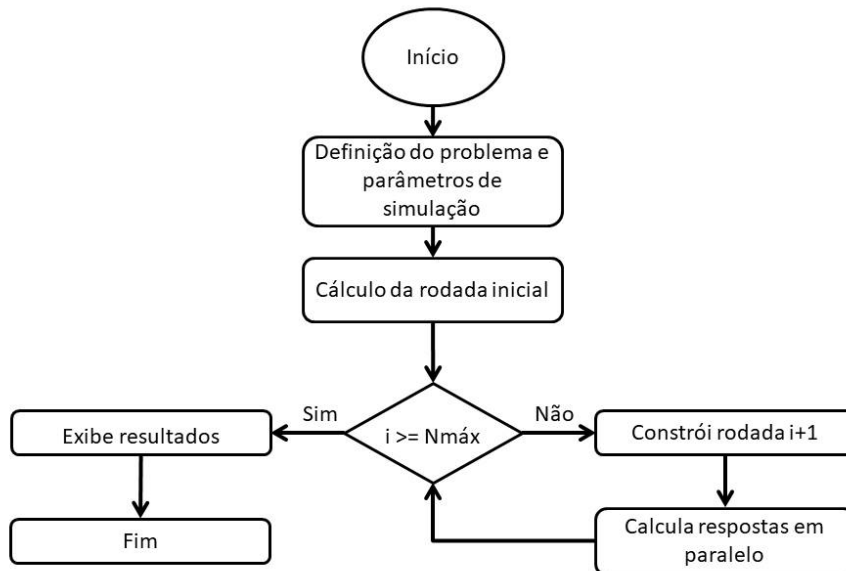 Início
Definição do problema e
parâmetros de
simulação
Cálculo da rodada inicial
Sim
i >= Nmáx
Não
Exibe resultados
Constrói rodada i+1
Fim
Calcula respostas em
paralelo